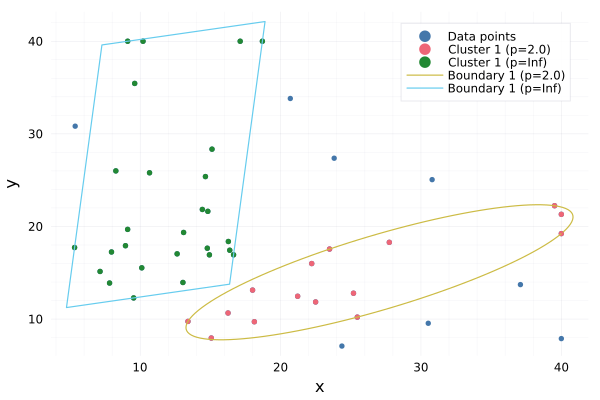 40
30
20
10
y
10
20
30
40
x
Data points
Cluster 1 (p=2.0)
Cluster 1 (p=Inf)
Boundary 1 (p=2.0)
Boundary 1 (p=Inf)